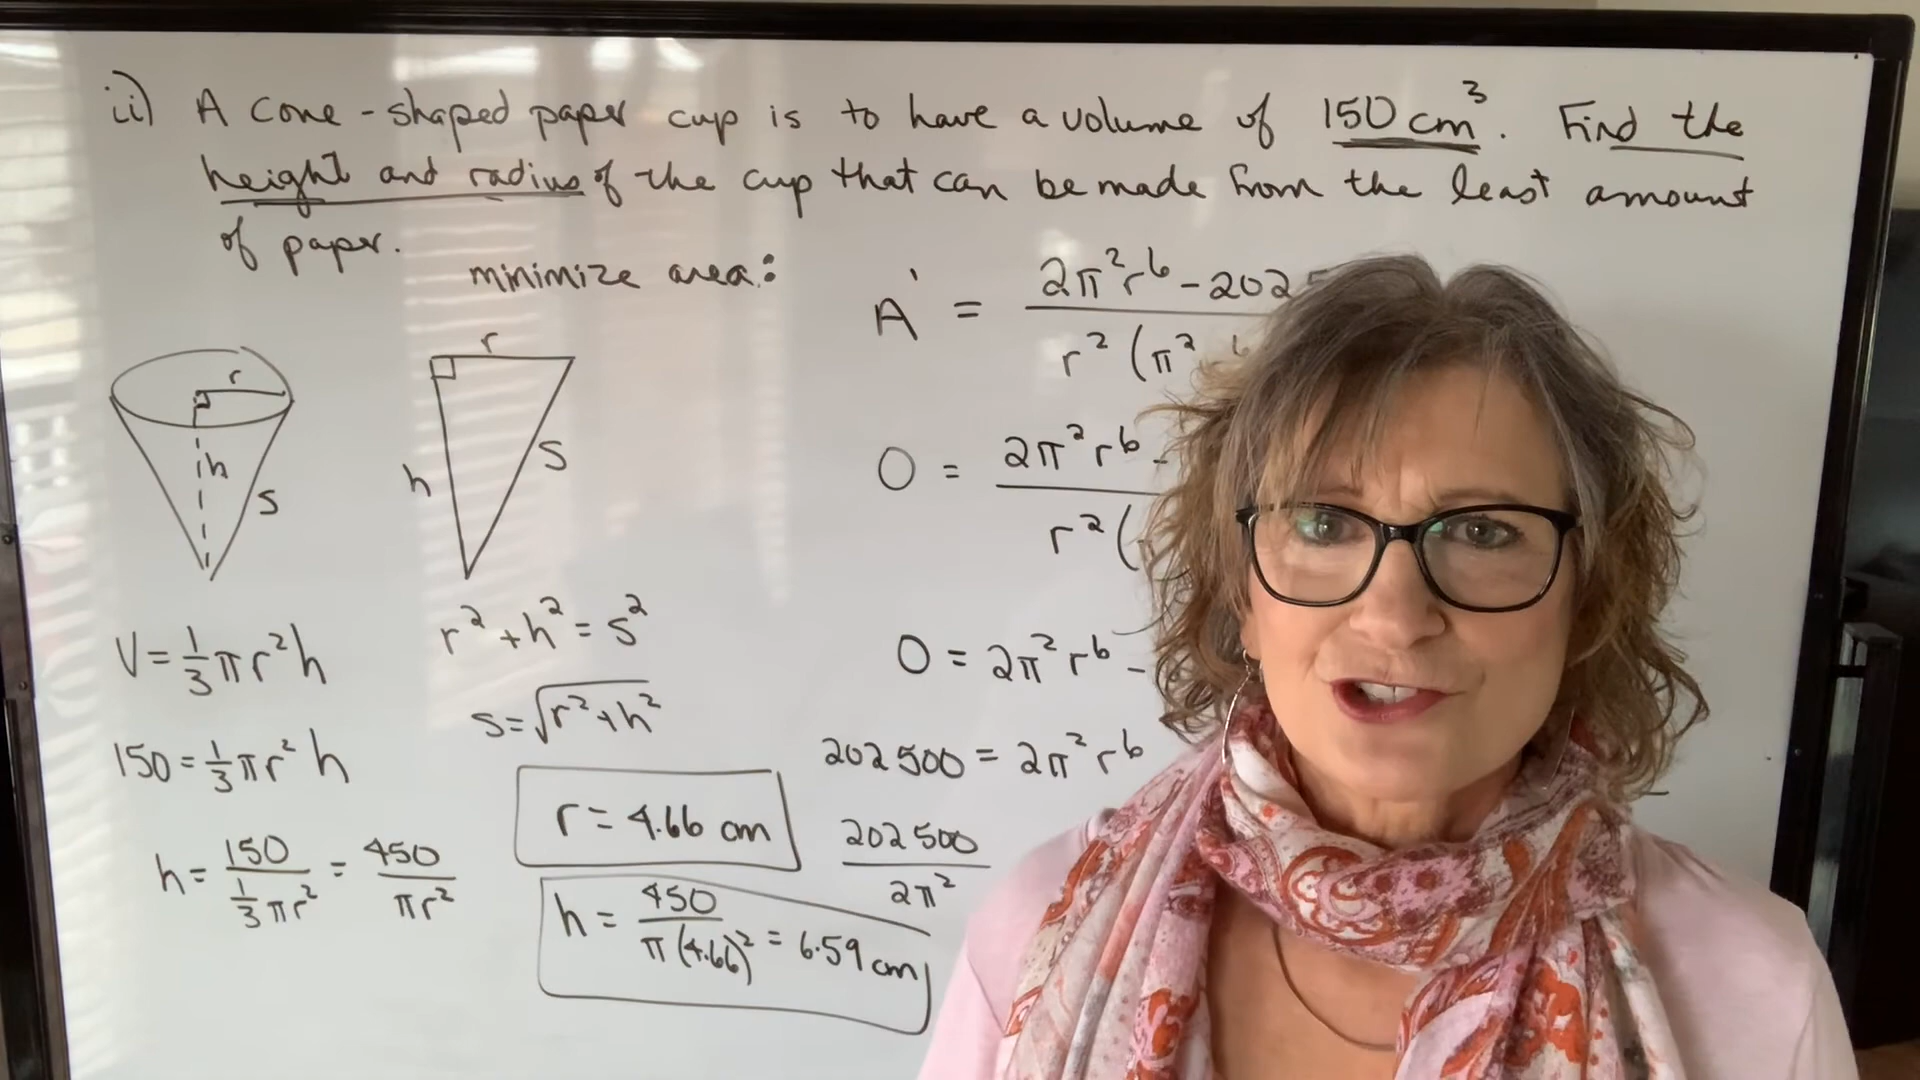 ii) A cone-shaped paper cup is to have a volume of 150 cm³. Find the
height and radius of the cup that can be made from the least amount
of paper.
minimize area:
r
h
s
r
h
s
V = 1/3 πr²h
150 = 1/3 πr² h
h = 150 / (1/3 πr²) = 450 / πr²
r² + h² = s²
s = √(r² + h²)
r = 4.66 cm
h = 450 / π(4.66)² = 6.59 cm
A' = 2π²r⁶ - 202
r² (π²
0 = 2π²r⁶ -
r² (
0 = 2π²r⁶ -
202500 = 2π²r⁶
202500 / 2π²